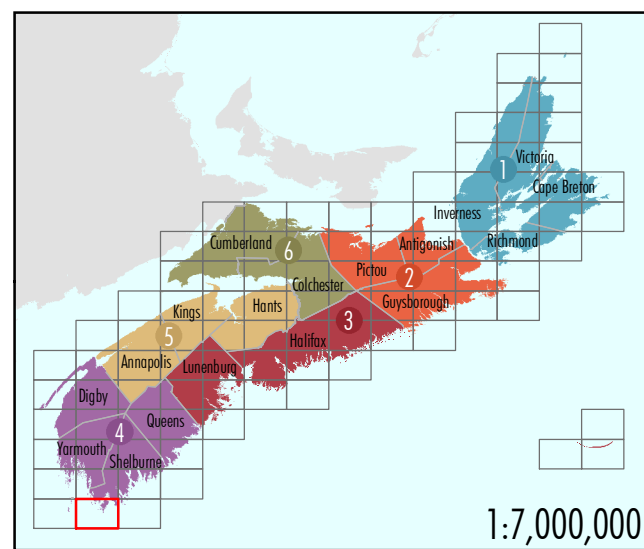 Victoria
1
Cape Breton
Inverness
Cumberland
6
Antigonish
Richmond
Pictou
2
Colchester
Guysborough
Kings
Hants
3
5
Halifax
Annapolis
Lunenburg
Digby
Queens
4
Yarmouth
Shelburne
1:7,000,000